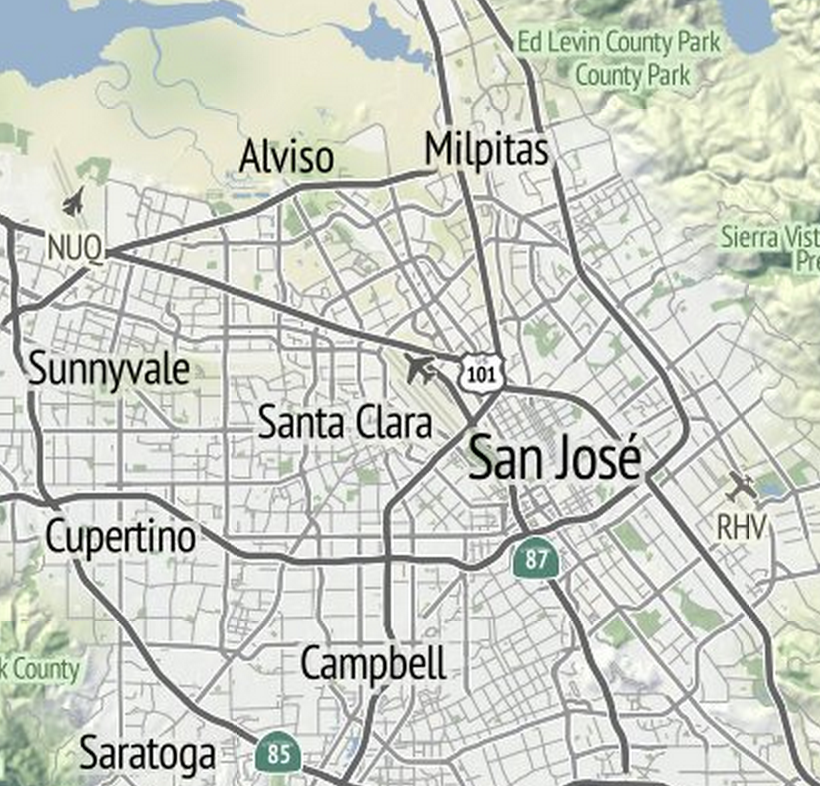 Ed Levin County Park
County Park
Alviso
Milpitas
NUQ
Sierra Vist
Pre
Sunnyvale
101
Santa Clara
San José
RHV
Cupertino
87
k County
Campbell
Saratoga
85